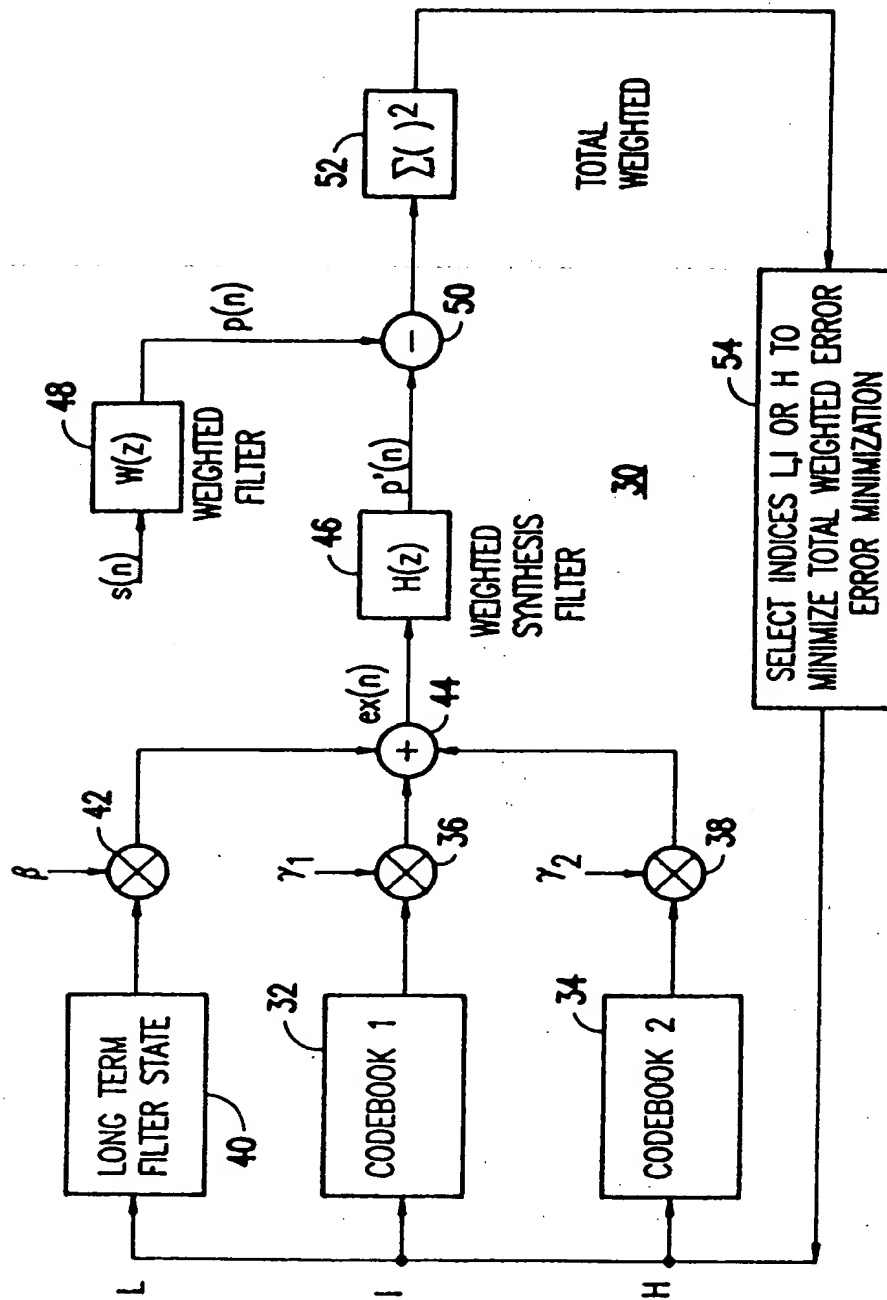 L
I
H
LONG TERM
FILTER STATE
40
CODEBOOK 1
32
CODEBOOK 2
34
β
42
γ1
36
γ2
38
+
44
ex(n)
H(z)
46
WEIGHTED
SYNTHESIS
FILTER
s(n)
W(z)
48
WEIGHTED
FILTER
p'(n)
p(n)
-
50
Σ( )2
52
TOTAL
WEIGHTED
30
SELECT INDICES L,I OR H TO
MINIMIZE TOTAL WEIGHTED ERROR
ERROR MINIMIZATION
54